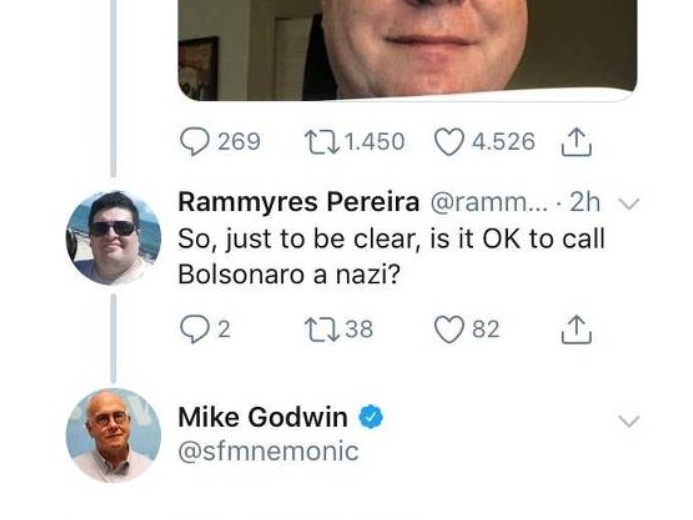 269 1.450 4.526
Rammyres Pereira @ramm... · 2h
So, just to be clear, is it OK to call
Bolsonaro a nazi?
2 38 82
Mike Godwin
@sfmnemonic